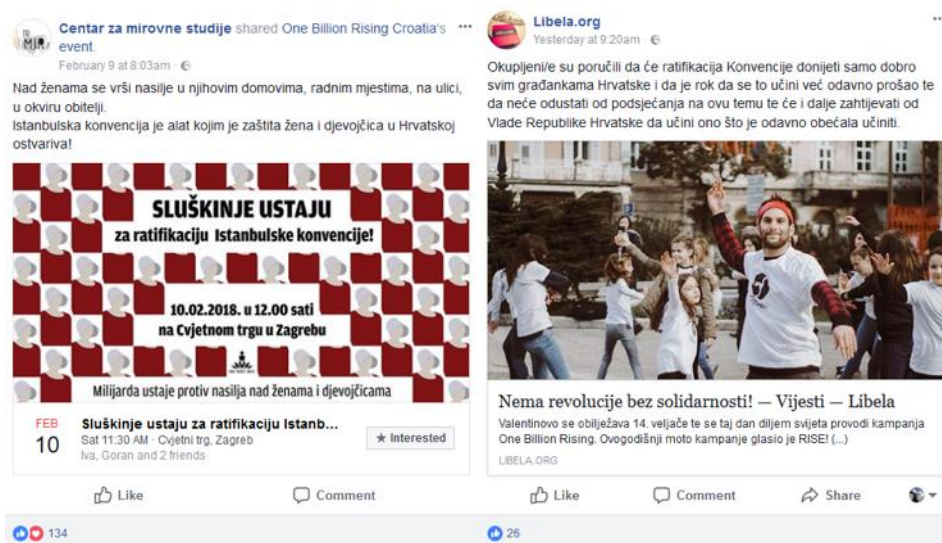 Centar za mirovne studije shared One Billion Rising Croatia's
event.
February 9 at 8:03am
Nad ženama se vrši nasilje u njihovim domovima, radnim mjestima, na ulici,
u okviru obitelji.
Istanbulska konvencija je alat kojim je zaštita žena i djevojčica u Hrvatskoj
ostvariva!
SLUŠKINJE USTAJU
za ratifikaciju Istanbulske konvencije!
10.02.2018. u 12.00 sati
na Cvjetnom trgu u Zagrebu
Milijarda ustaje protiv nasilja nad ženama i djevojčicama
FEB
10
Sluškinje ustaju za ratifikaciju Istanb...
Sat 11:30 AM · Cvjetni trg, Zagreb
Iva, Goran and 2 friends
★ Interested
Like
Comment
134
Libela.org
Yesterday at 9:20am
Okupljeni/e su poručili da će ratifikacija Konvencije donijeti samo dobro
svim građankama Hrvatske i da je rok da se to učini već odavno prošao te
da neće odustati od podsjećanja na ovu temu te će i dalje zahtijevati od
Vlade Republike Hrvatske da učini ono što je odavno obećala učiniti.
Nema revolucije bez solidarnosti! — Vijesti — Libela
Valentinovo se obilježava 14. veljače te se taj dan diljem svijeta provodi kampanja
One Billion Rising. Ovogodišnji moto kampanje glasio je RISE! (...)
LIBELA.ORG
Like
Comment
Share
26